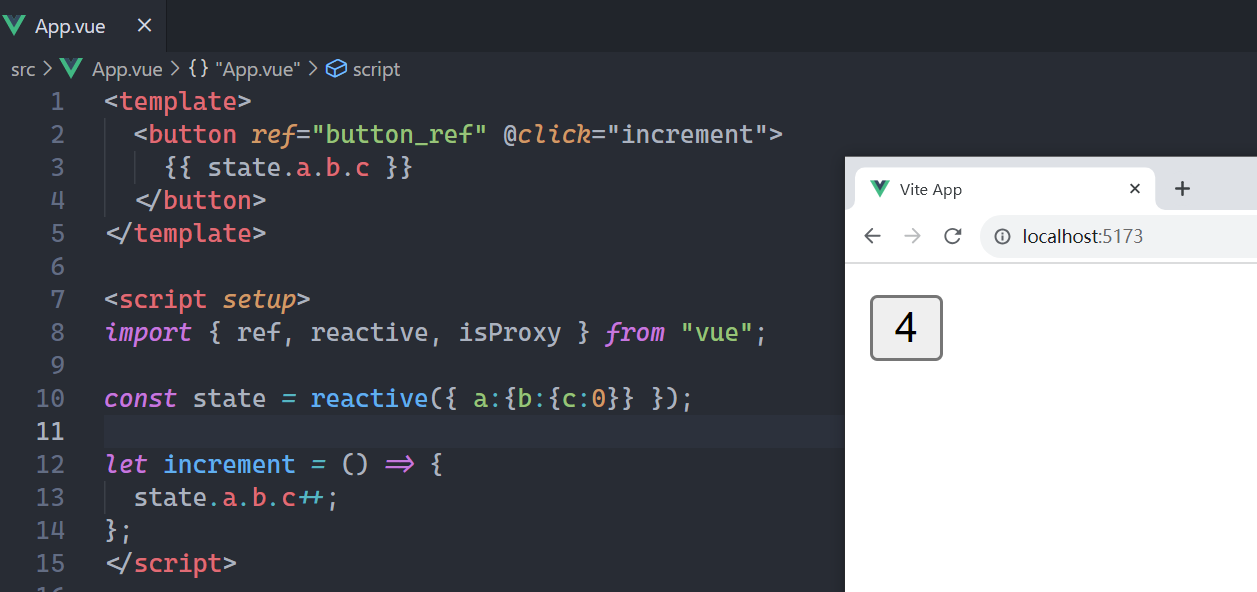 App.vue
src > App.vue > {} "App.vue" > script
1 <template>
2 <button ref="button_ref" @click="increment">
3 {{ state.a.b.c }}
4 </button>
5 </template>
6
7 <script setup>
8 import { ref, reactive, isProxy } from "vue";
9
10 const state = reactive({ a:{b:{c:0}} });
11
12 let increment = () => {
13 state.a.b.c++;
14 };
15 </script>
16
Vite App
localhost:5173
4